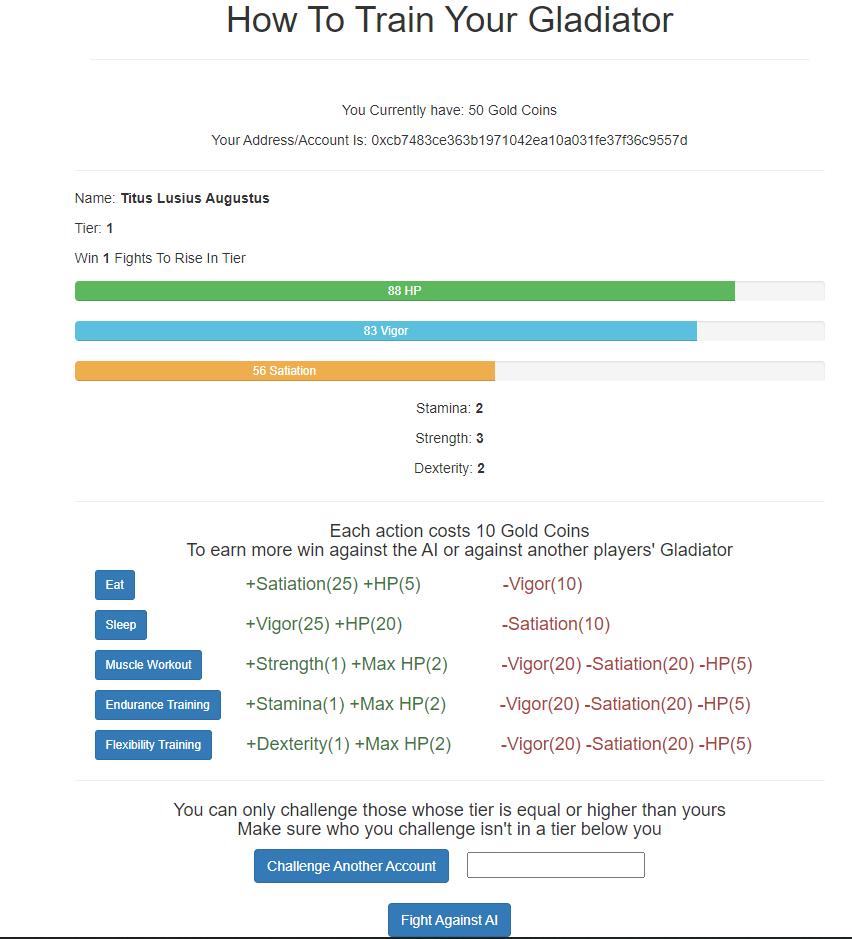 How To Train Your Gladiator
You Currently have: 50 Gold Coins
Your Address/Account Is: 0xcb7483ce363b1971042ea10a031fe37f36c9557d
Name: Titus Lusius Augustus
Tier: 1
Win 1 Fights To Rise In Tier
88 HP
83 Vigor
56 Satiation
Stamina: 2
Strength: 3
Dexterity: 2
Each action costs 10 Gold Coins
To earn more win against the AI or against another players' Gladiator
Eat +Satiation(25) +HP(5) -Vigor(10)
Sleep +Vigor(25) +HP(20) -Satiation(10)
Muscle Workout +Strength(1) +Max HP(2) -Vigor(20) -Satiation(20) -HP(5)
Endurance Training +Stamina(1) +Max HP(2) -Vigor(20) -Satiation(20) -HP(5)
Flexibility Training +Dexterity(1) +Max HP(2) -Vigor(20) -Satiation(20) -HP(5)
You can only challenge those whose tier is equal or higher than yours
Make sure who you challenge isn't in a tier below you
Challenge Another Account
Fight Against AI